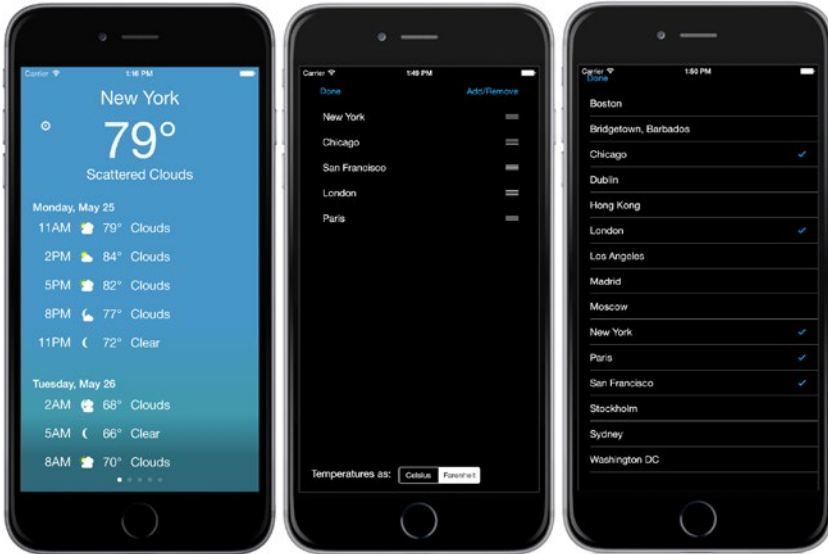 Carrier 1:16 PM
New York
79°
Scattered Clouds
Monday, May 25
11AM 79° Clouds
2PM 84° Clouds
5PM 82° Clouds
8PM 77° Clouds
11PM 72° Clear
Tuesday, May 26
2AM 68° Clouds
5AM 66° Clear
8AM 70° Clouds
Carrier 1:49 PM
Done Add/Remove
New York
Chicago
San Francisco
London
Paris
Temperatures as: Celsius Farenheit
Carrier 1:50 PM
Done
Boston
Bridgetown, Barbados
Chicago
Dublin
Hong Kong
London
Los Angeles
Madrid
Moscow
New York
Paris
San Francisco
Stockholm
Sydney
Washington DC